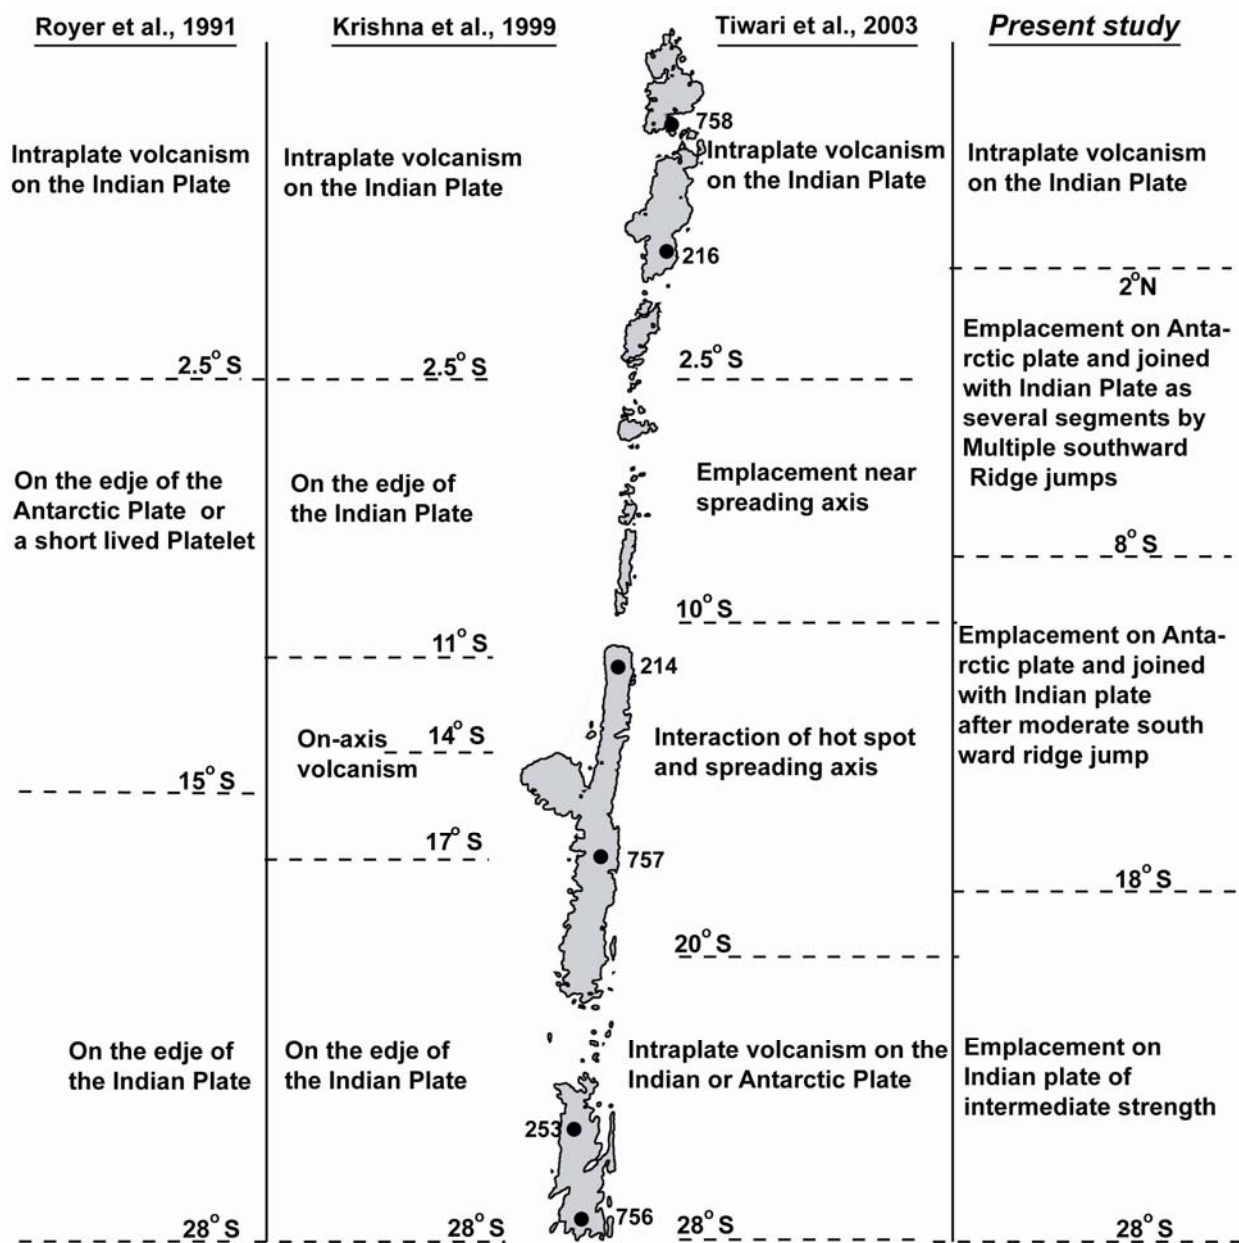 Royer et al., 1991
Krishna et al., 1999
Tiwari et al., 2003
Present study
Intraplate volcanism
on the Indian Plate
2.5° S
On the edje of the
Antarctic Plate or
a short lived Platelet
15° S
On the edje of
the Indian Plate
28° S
Intraplate volcanism
on the Indian Plate
2.5° S
On the edje of
the Indian Plate
11° S
On-axis
volcanism
14° S
17° S
On the edje of
the Indian Plate
28° S
758
216
214
757
253
756
Intraplate volcanism
on the Indian Plate
2.5° S
Emplacement near
spreading axis
10° S
Interaction of hot spot
and spreading axis
20° S
Intraplate volcanism on the
Indian or Antarctic Plate
28° S
Intraplate volcanism
on the Indian Plate
2°N
Emplacement on Anta-
rctic plate and joined
with Indian Plate as
several segments by
Multiple southward
Ridge jumps
8° S
Emplacement on Anta-
rctic plate and joined
with Indian plate
after moderate south
ward ridge jump
18° S
Emplacement on
Indian plate of
intermediate strength
28° S